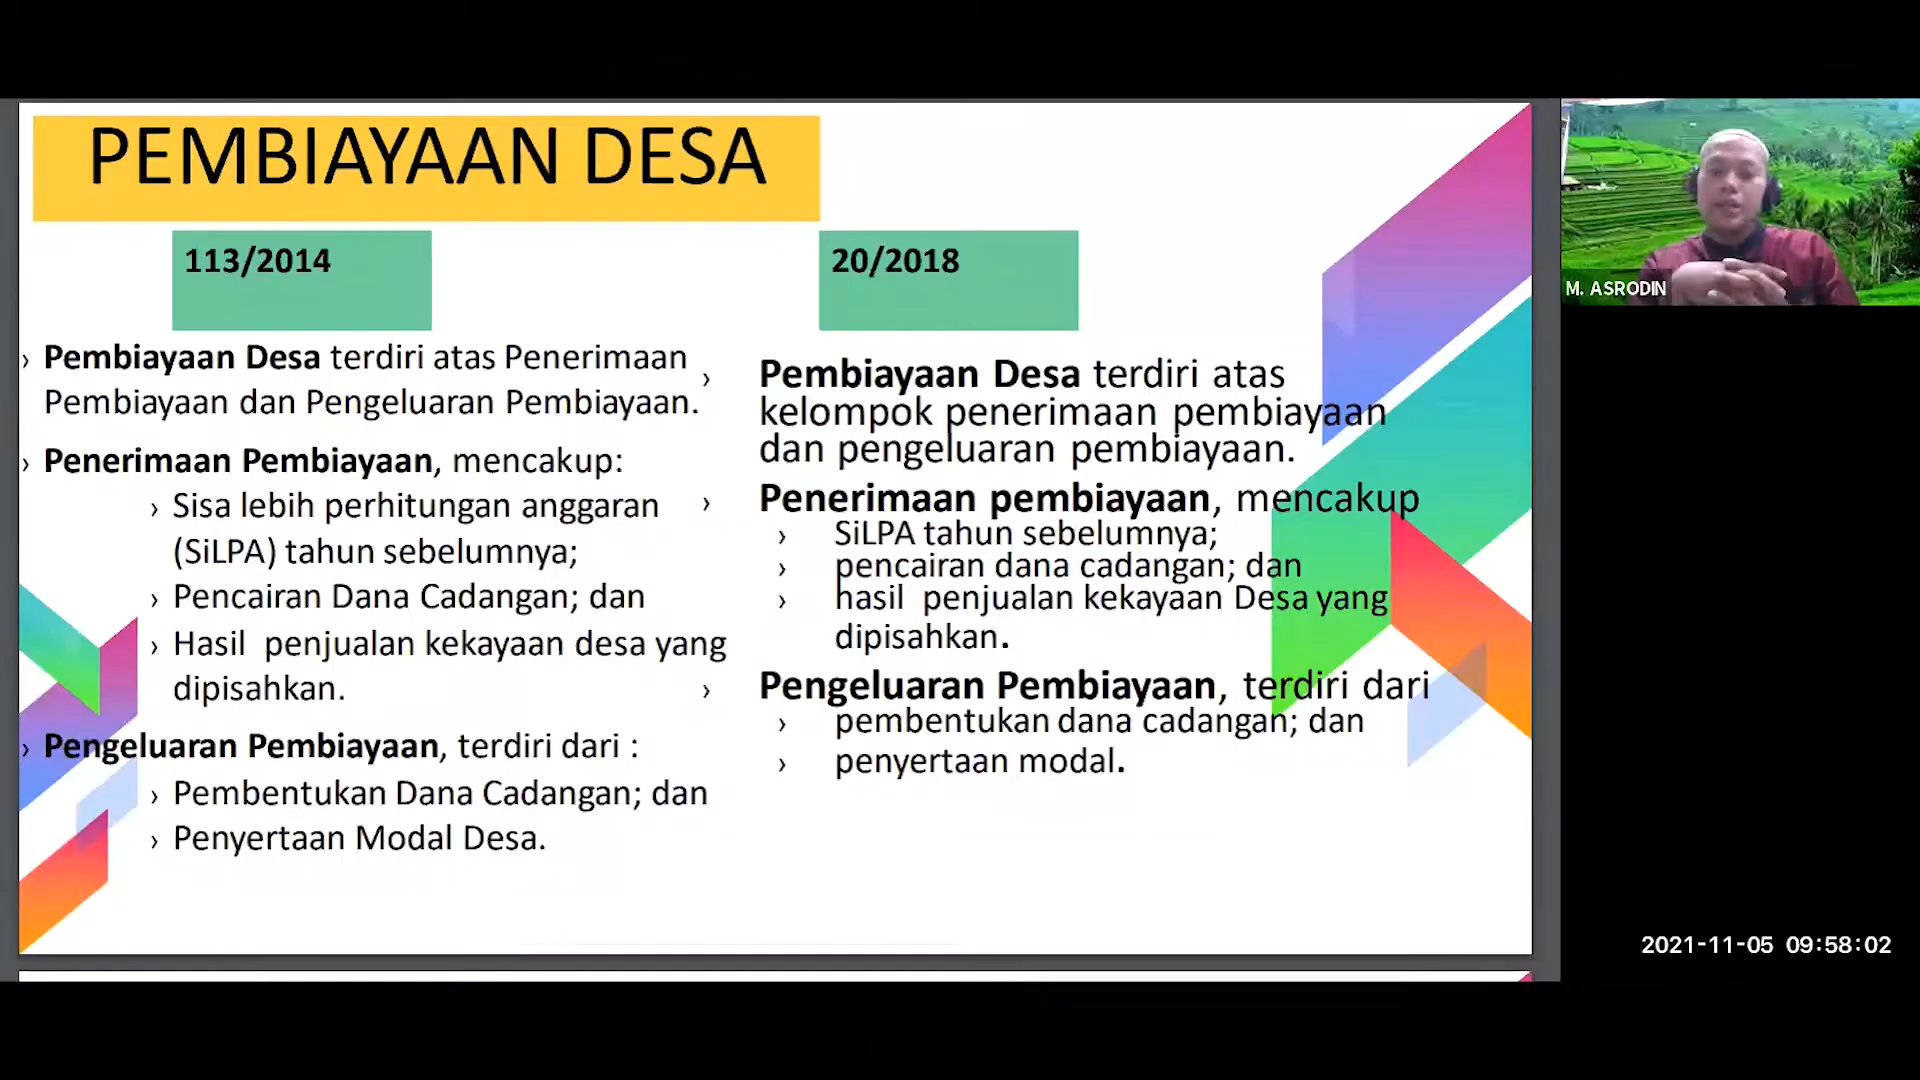 PEMBIAYAAN DESA
113/2014
› Pembiayaan Desa terdiri atas Penerimaan
Pembiayaan dan Pengeluaran Pembiayaan.
› Penerimaan Pembiayaan, mencakup:
› Sisa lebih perhitungan anggaran
(SiLPA) tahun sebelumnya;
› Pencairan Dana Cadangan; dan
› Hasil penjualan kekayaan desa yang
dipisahkan.
› Pengeluaran Pembiayaan, terdiri dari :
› Pembentukan Dana Cadangan; dan
› Penyertaan Modal Desa.
20/2018
› Pembiayaan Desa terdiri atas
kelompok penerimaan pembiayaan
dan pengeluaran pembiayaan.
› Penerimaan pembiayaan, mencakup
› SiLPA tahun sebelumnya;
› pencairan dana cadangan; dan
› hasil penjualan kekayaan Desa yang
dipisahkan.
› Pengeluaran Pembiayaan, terdiri dari
› pembentukan dana cadangan; dan
› penyertaan modal.
M. ASRODIN
2021-11-05 09:58:02